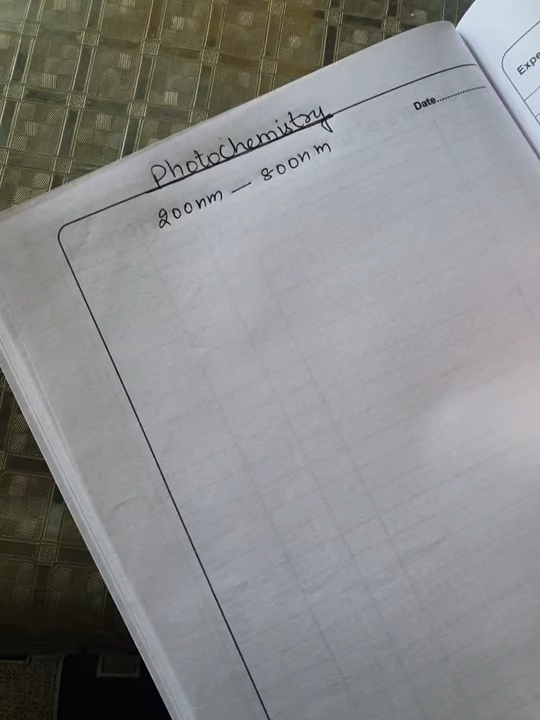 Photochemistry
Date...............
200nm — 800nm
Expe